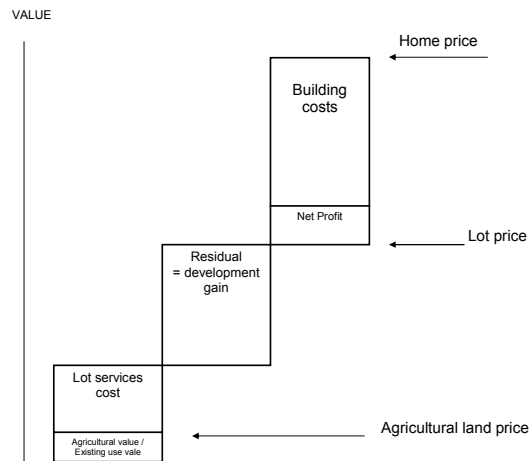 VALUE
Home price
Building
costs
Net Profit
Lot price
Residual
= development
gain
Lot services
cost
Agricultural value /
Existing use vale
Agricultural land price